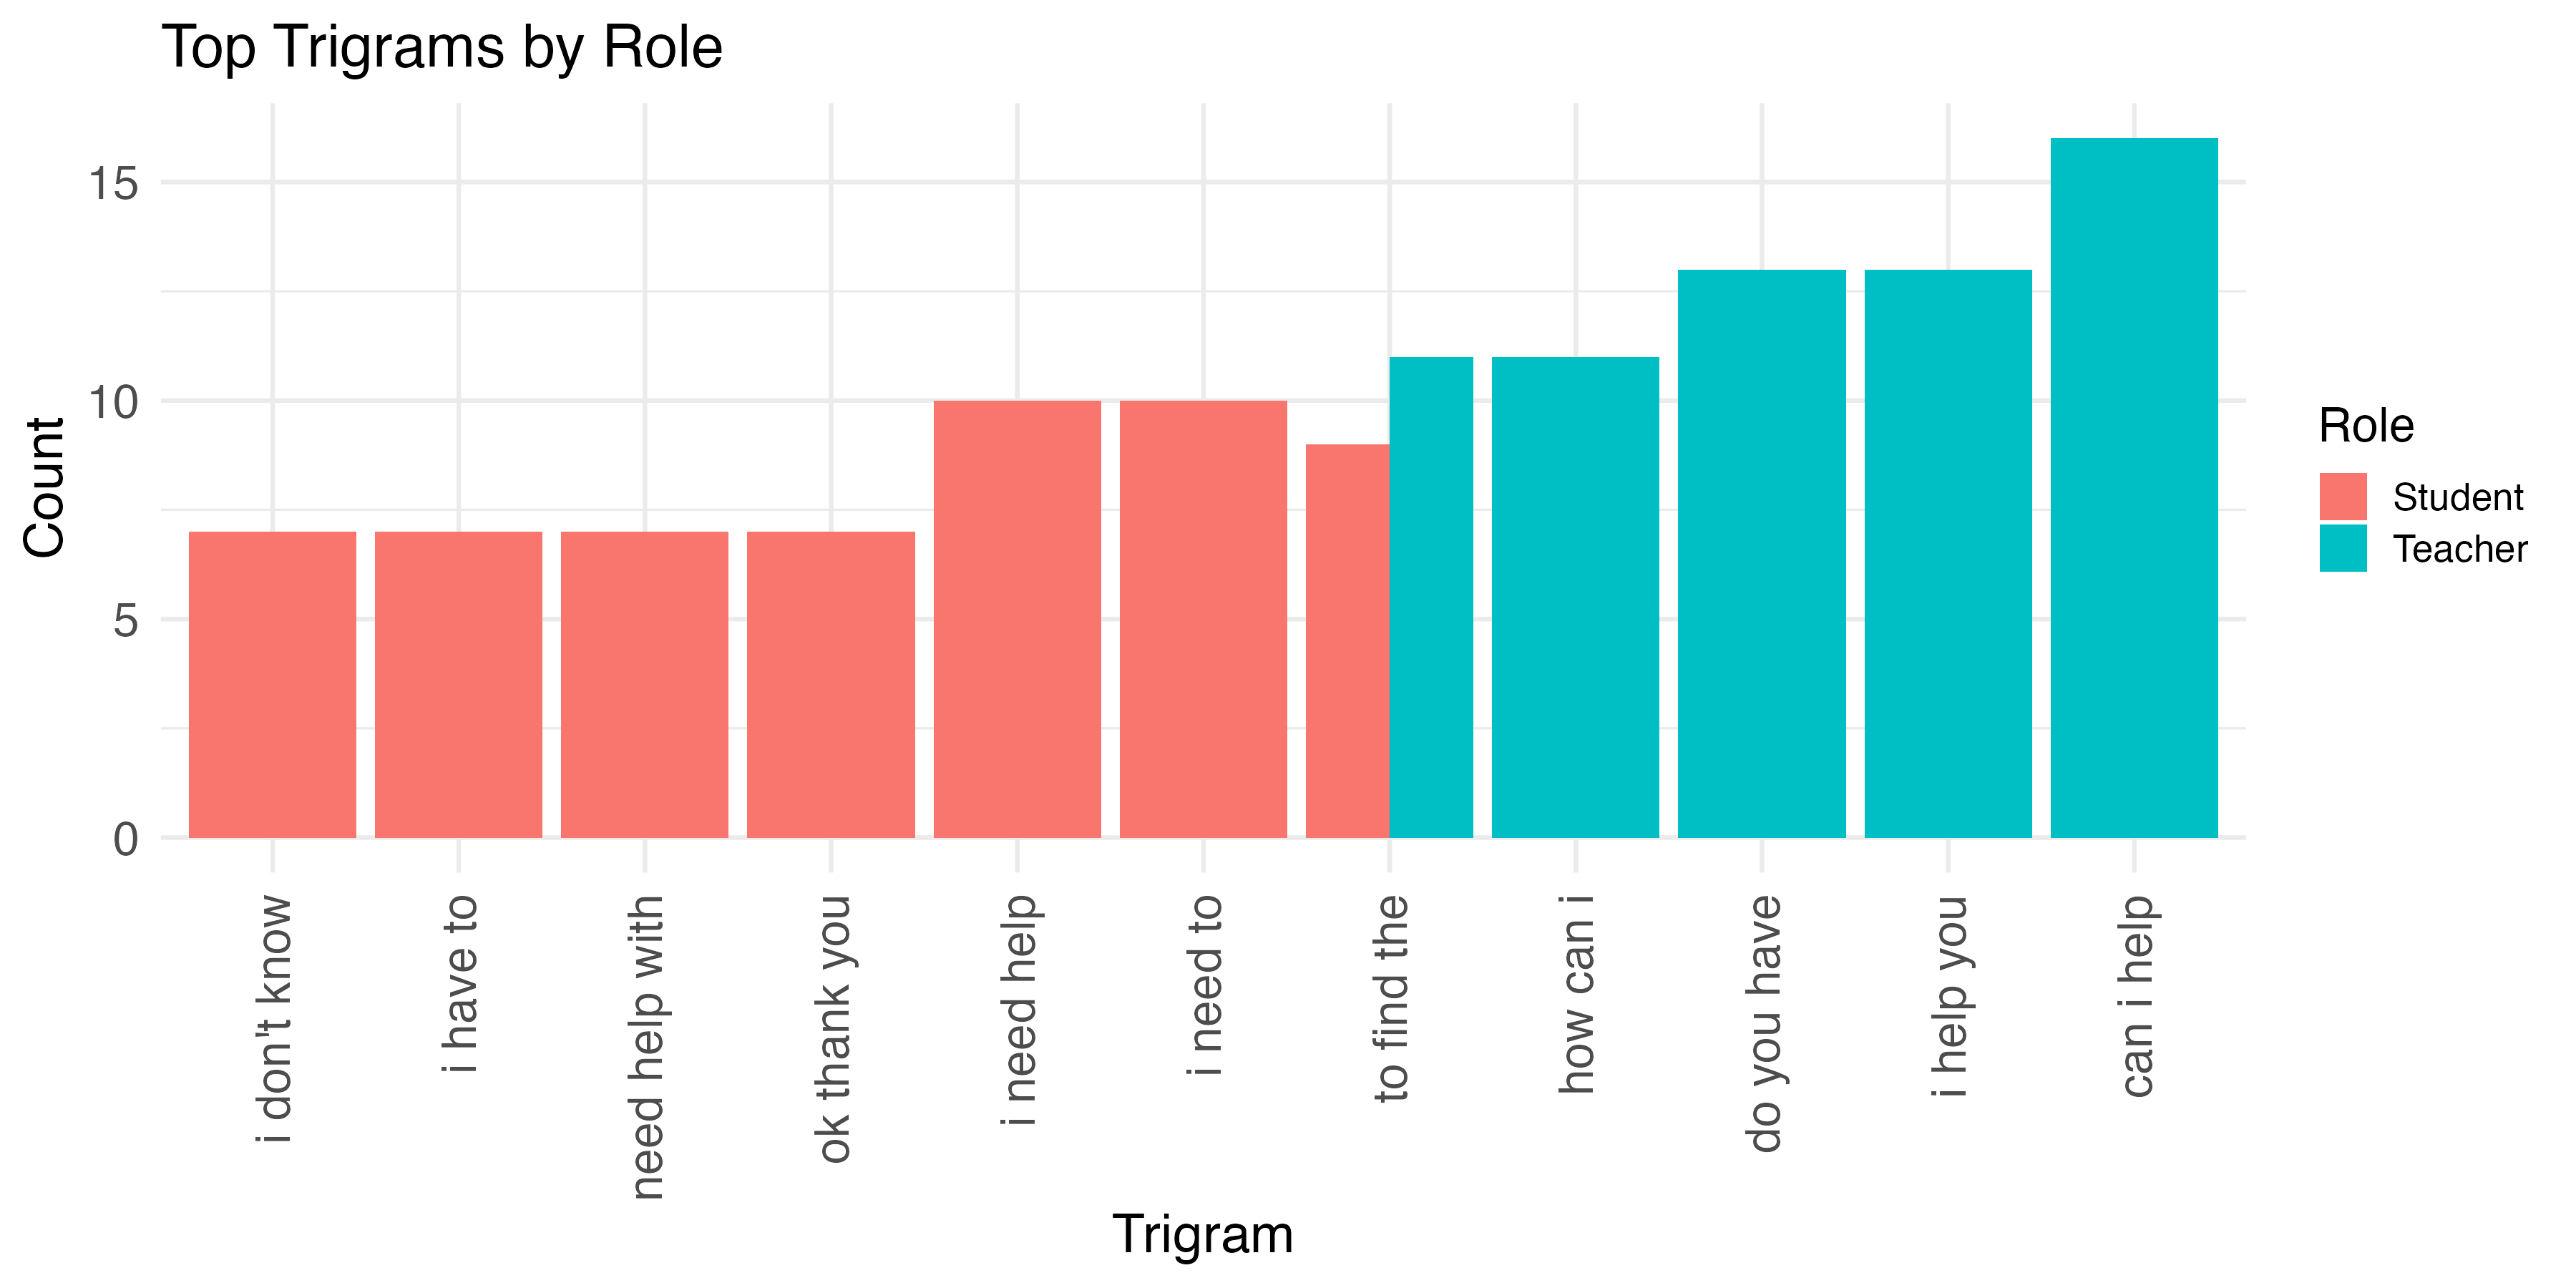 Top Trigrams by Role
Count
15
10
5
0
i don't know
i have to
need help with
ok thank you
i need help
i need to
to find the
how can i
do you have
i help you
can i help
Trigram
Role
Student
Teacher